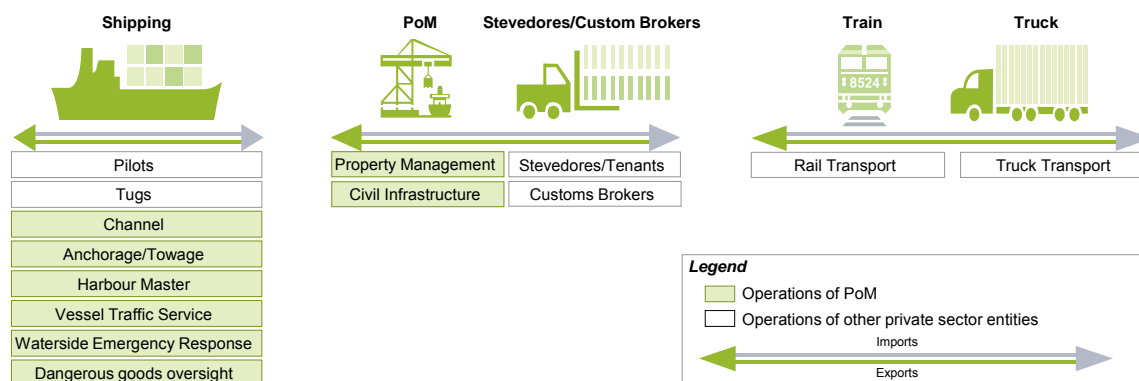 Shipping
PoM
Stevedores/Custom Brokers
Train
Truck
8524
Pilots
Tugs
Channel
Anchorage/Towage
Harbour Master
Vessel Traffic Service
Waterside Emergency Response
Dangerous goods oversight
Property Management
Civil Infrastructure
Stevedores/Tenants
Customs Brokers
Rail Transport
Truck Transport
Legend
Operations of PoM
Operations of other private sector entities
Imports
Exports